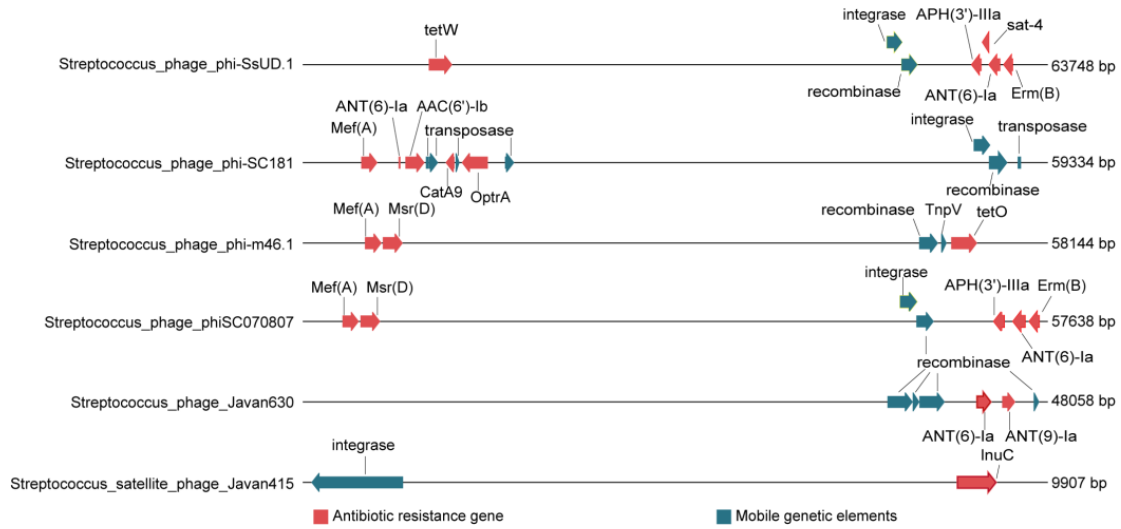 integrase APH(3')-IIIa
sat-4
tetW
Streptococcus_phage_phi-SsUD.1 63748 bp
recombinase ANT(6)-Ia Erm(B)
ANT(6)-Ia AAC(6')-Ib
integrase
Mef(A) transposase transposase
Streptococcus_phage_phi-SC181 59334 bp
CatA9 OptrA recombinase
Mef(A) Msr(D) recombinase TnpV tetO
Streptococcus_phage_phi-m46.1 58144 bp
integrase
Mef(A) Msr(D) APH(3')-IIIa Erm(B)
Streptococcus_phage_phiSC070807 57638 bp
ANT(6)-Ia
recombinase
Streptococcus_phage_Javan630 48058 bp
ANT(6)-Ia ANT(9)-Ia
integrase lnuC
Streptococcus_satellite_phage_Javan415 9907 bp
Antibiotic resistance gene Mobile genetic elements